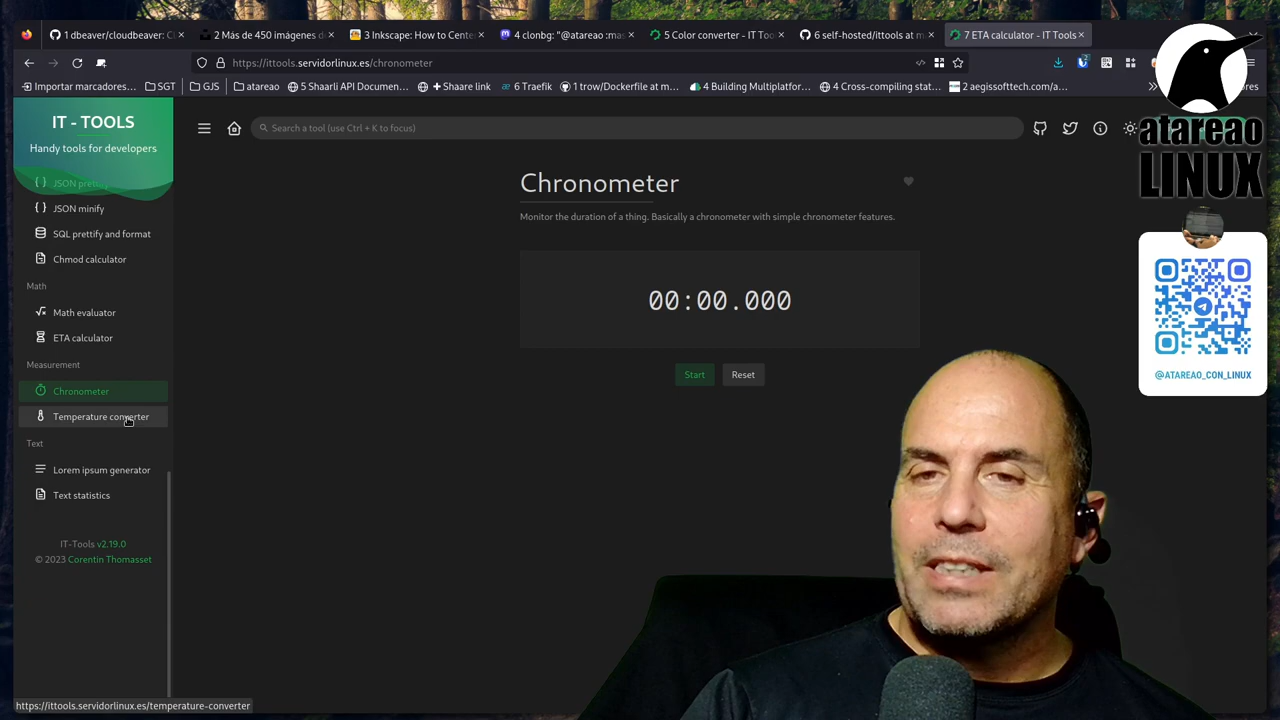 1 dbeaver/cloudbeaver: Cl
2 Más de 450 imágenes d
3 Inkscape: How to Cente
4 clonbg: "@atareao :mas
5 Color converter - IT Too
6 self-hosted/ittools at m
7 ETA calculator - IT Tools
https://ittools.servidorlinux.es/chronometer
Importar marcadores…
SGT
GJS
atareao
5 Shaarli API Documen…
+ Shaare link
6 Traefik
1 trow/Dockerfile at m…
4 Building Multiplatfor…
4 Cross-compiling stat…
2 aegissofttech.com/a…
IT - TOOLS
Handy tools for developers
Search a tool (use Ctrl + K to focus)
atareao
LINUX
JSON prettify
JSON minify
SQL prettify and format
Chmod calculator
Math
Math evaluator
ETA calculator
Measurement
Chronometer
Temperature converter
Text
Lorem ipsum generator
Text statistics
IT-Tools v2.19.0
© 2023 Corentin Thomasset
Chronometer
Monitor the duration of a thing. Basically a chronometer with simple chronometer features.
00:00.000
Start
Reset
@ATAREAO_CON_LINUX
https://ittools.servidorlinux.es/temperature-converter